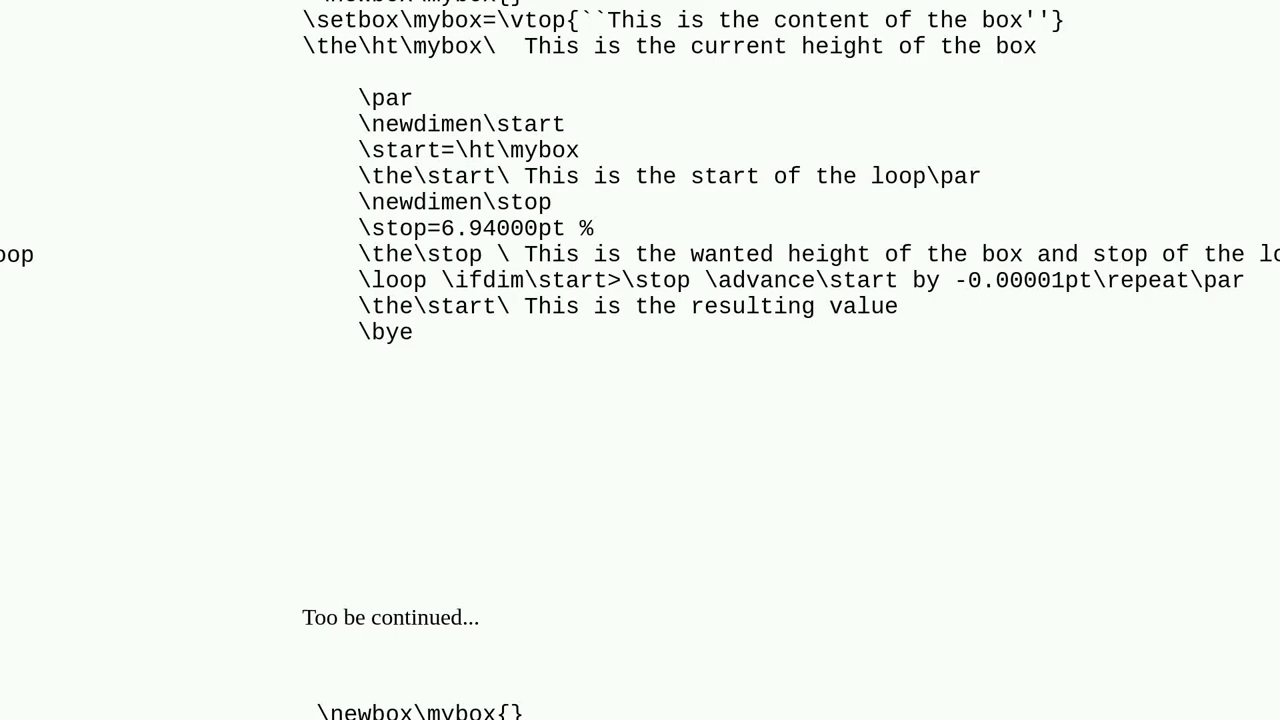 \newbox\mybox{}
\setbox\mybox=\vtop{``This is the content of the box''}
\the\ht\mybox\  This is the current height of the box
\par
\newdimen\start
\start=\ht\mybox
\the\start\ This is the start of the loop\par
\newdimen\stop
\stop=6.94000pt %
\the\stop \ This is the wanted height of the box and stop of the lo
oop
\loop \ifdim\start>\stop \advance\start by -0.00001pt\repeat\par
\the\start\ This is the resulting value
\bye
Too be continued...
\newbox\mybox{}